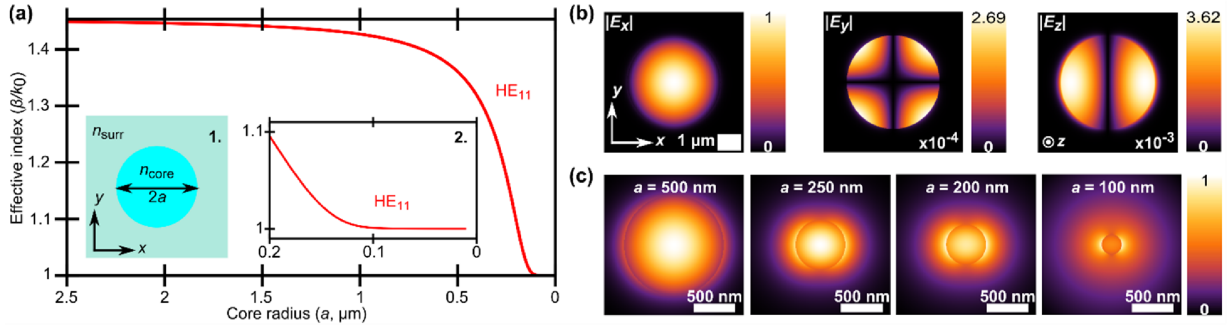 (a)
Effective index (β/k0)
1.4
1.3
1.2
1.1
1
2.5
2
1.5
1
0.5
0
Core radius (a, μm)
HE11
nsurr
1.
ncore
2a
y
x
1.1
2.
HE11
1
0.2
0.1
0
(b)
|Ex|
1
|Ey|
2.69
|Ez|
3.62
y
x
1 μm
0
x10-4
0
z
x10-3
0
(c)
a = 500 nm
a = 250 nm
a = 200 nm
a = 100 nm
1
500 nm
500 nm
500 nm
500 nm
0